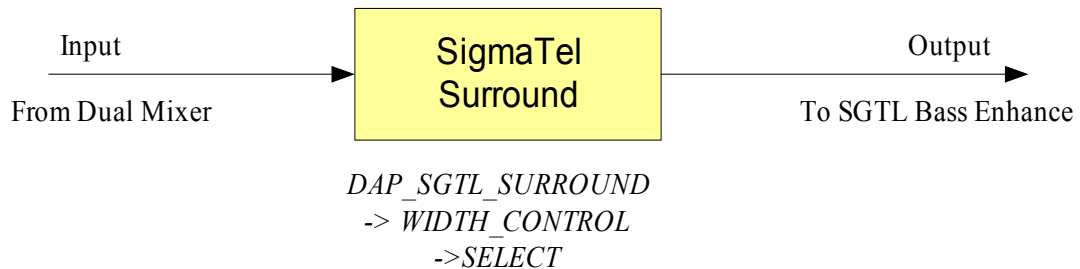 Input
From Dual Mixer
SigmaTel
Surround
Output
To SGTL Bass Enhance
DAP_SGTL_SURROUND
-> WIDTH_CONTROL
->SELECT